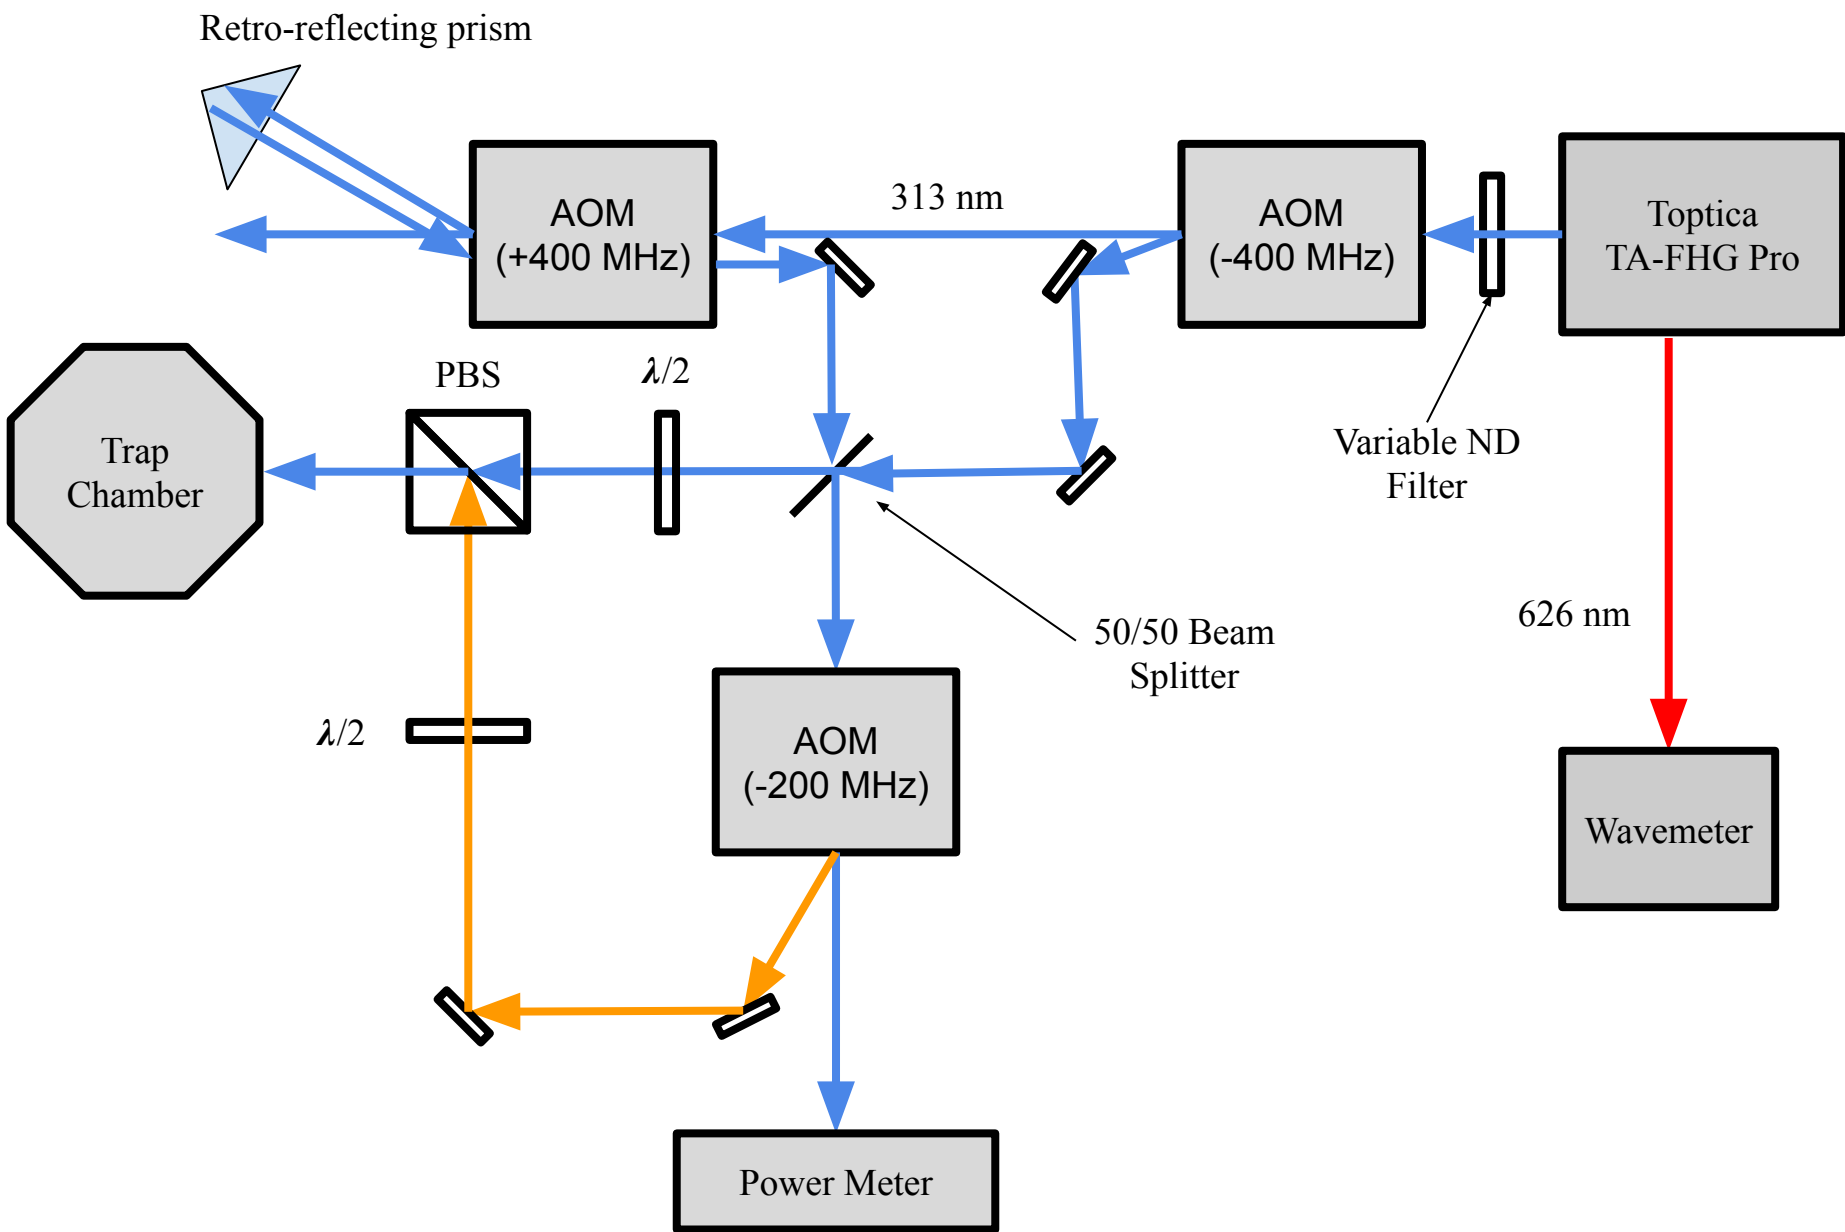 Retro-reflecting prism
AOM
(+400 MHz)
313 nm
AOM
(-400 MHz)
Toptica
TA-FHG Pro
PBS
λ/2
Trap
Chamber
Variable ND
Filter
50/50 Beam
Splitter
626 nm
λ/2
AOM
(-200 MHz)
Wavemeter
Power Meter